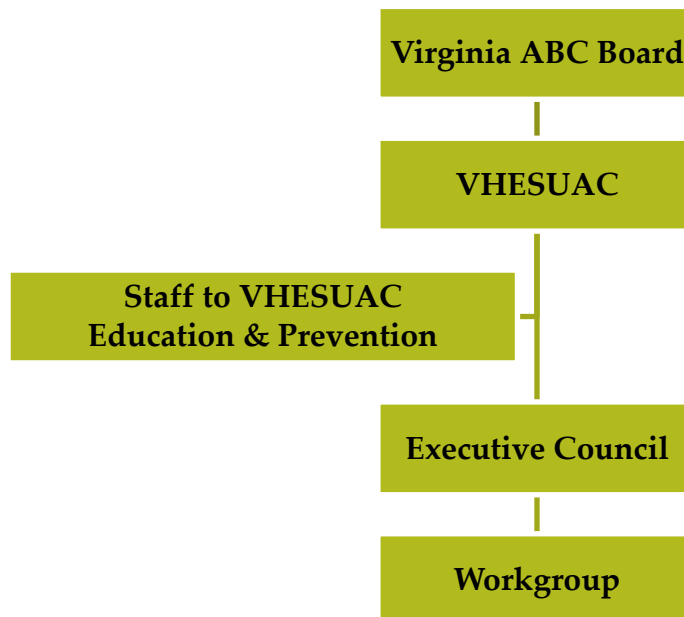 Virginia ABC Board
VHESUAC
Staff to VHESUAC
Education & Prevention
Executive Council
Workgroup